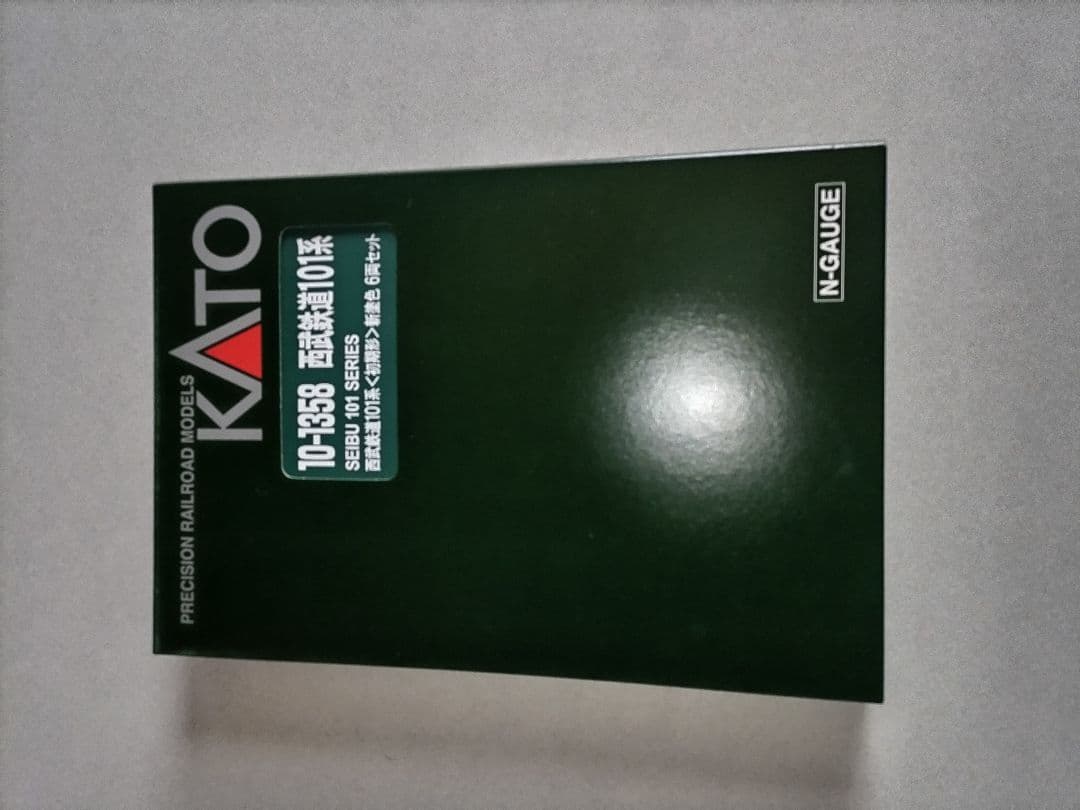 PRECISION RAILROAD MODELS
KATO
10-1358 西武鉄道101系
SEIBU 101 SERIES
西武鉄道101系<初期形>新塗色 6両セット
N-GAUGE